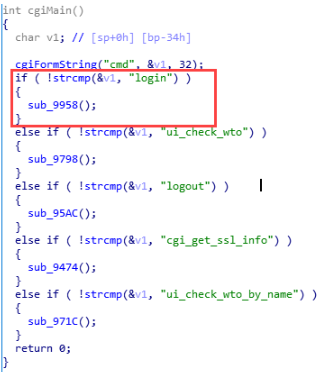 int cgiMain()
{
  char v1; // [sp+0h] [bp-34h]

  cgiFormString("cmd", &v1, 32);
  if ( !strcmp(&v1, "login") )
  {
    sub_9958();
  }
  else if ( !strcmp(&v1, "ui_check_wto") )
  {
    sub_9798();
  }
  else if ( !strcmp(&v1, "logout") )
  {
    sub_95AC();
  }
  else if ( !strcmp(&v1, "cgi_get_ssl_info") )
  {
    sub_9474();
  }
  else if ( !strcmp(&v1, "ui_check_wto_by_name") )
  {
    sub_971C();
  }
  return 0;
}